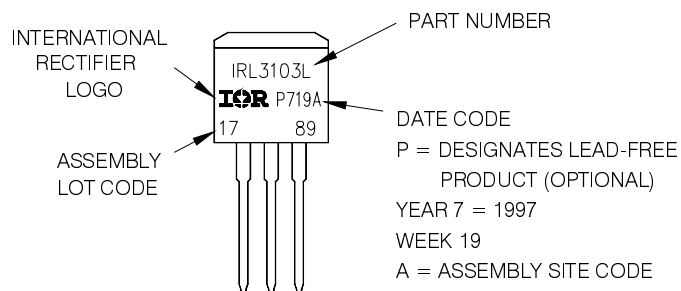 INTERNATIONAL
RECTIFIER
LOGO
ASSEMBLY
LOT CODE
IRL3103L
IOR P719A
17 89
PART NUMBER
DATE CODE
P = DESIGNATES LEAD-FREE
PRODUCT (OPTIONAL)
YEAR 7 = 1997
WEEK 19
A = ASSEMBLY SITE CODE